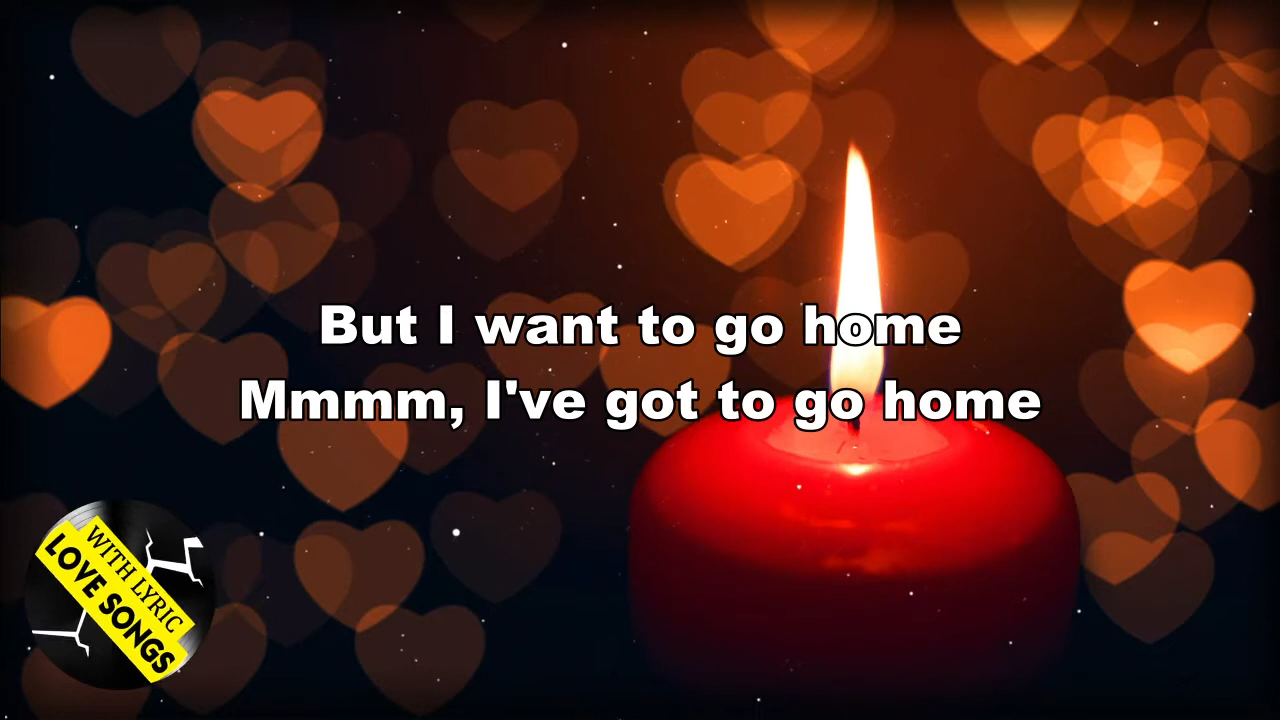 But I want to go home
Mmmm, I've got to go home
WITH LYRIC
LOVE SONGS